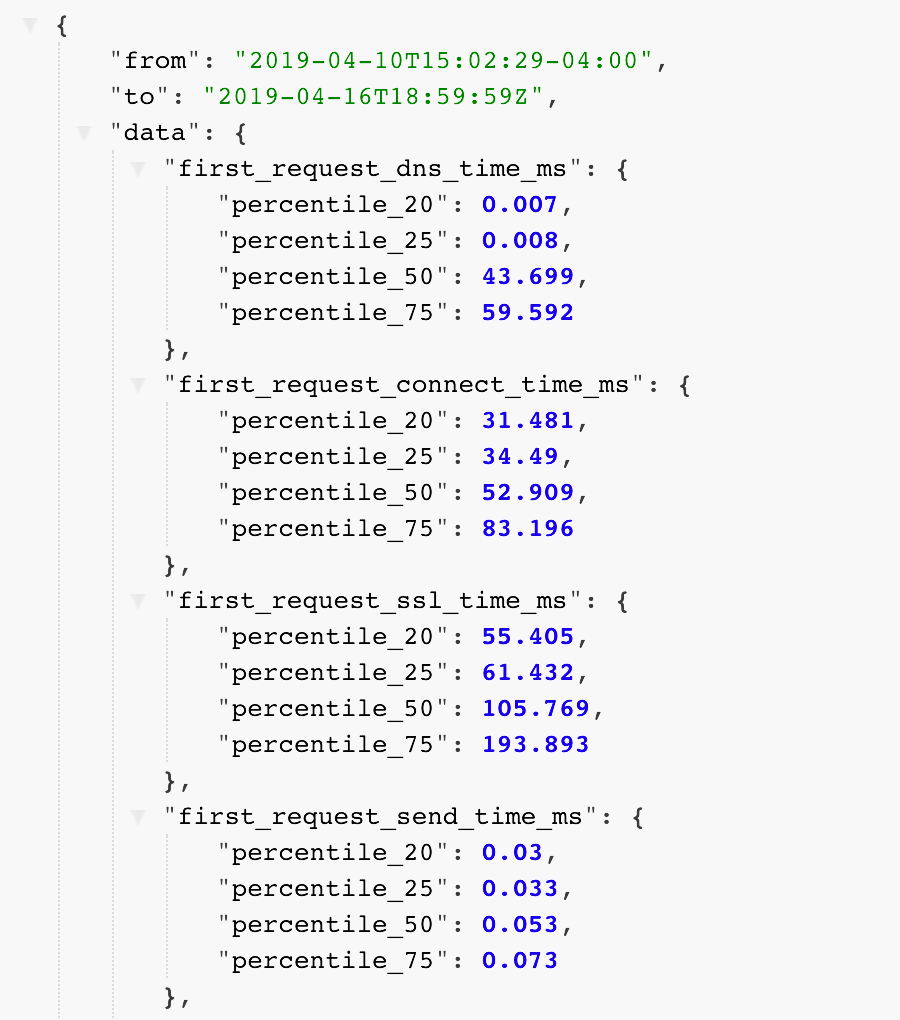 {
"from": "2019-04-10T15:02:29-04:00",
"to": "2019-04-16T18:59:59Z",
"data": {
"first_request_dns_time_ms": {
"percentile_20": 0.007,
"percentile_25": 0.008,
"percentile_50": 43.699,
"percentile_75": 59.592
},
"first_request_connect_time_ms": {
"percentile_20": 31.481,
"percentile_25": 34.49,
"percentile_50": 52.909,
"percentile_75": 83.196
},
"first_request_ssl_time_ms": {
"percentile_20": 55.405,
"percentile_25": 61.432,
"percentile_50": 105.769,
"percentile_75": 193.893
},
"first_request_send_time_ms": {
"percentile_20": 0.03,
"percentile_25": 0.033,
"percentile_50": 0.053,
"percentile_75": 0.073
},